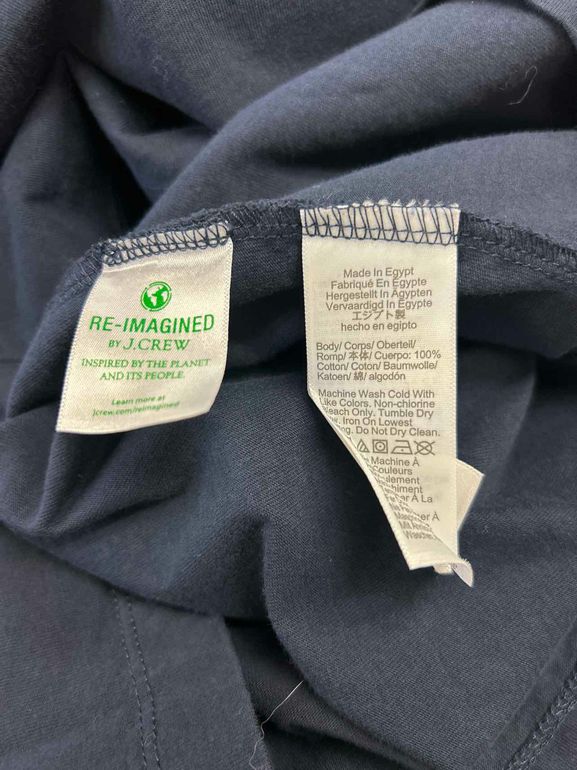 RE-IMAGINED
BY J.CREW
INSPIRED BY THE PLANET
AND ITS PEOPLE.
Learn more at
jcrew.com/reimagined
Made In Egypt
Fabriqué En Égypte
Hergestellt In Ägypten
Vervaardigd In Egypte
エジプト製
hecho en egipto
Body/ Corps/ Oberteil/
Romp/ 本体/ Cuerpo: 100%
Cotton/ Coton/ Baumwolle/
Katoen/ 綿/ algodón
Machine Wash Cold With
Like Colors. Non-chlorine
Bleach Only. Tumble Dry
Iron On Lowest
Do Not Dry Clean.
Machine À
Couleurs
À La
À